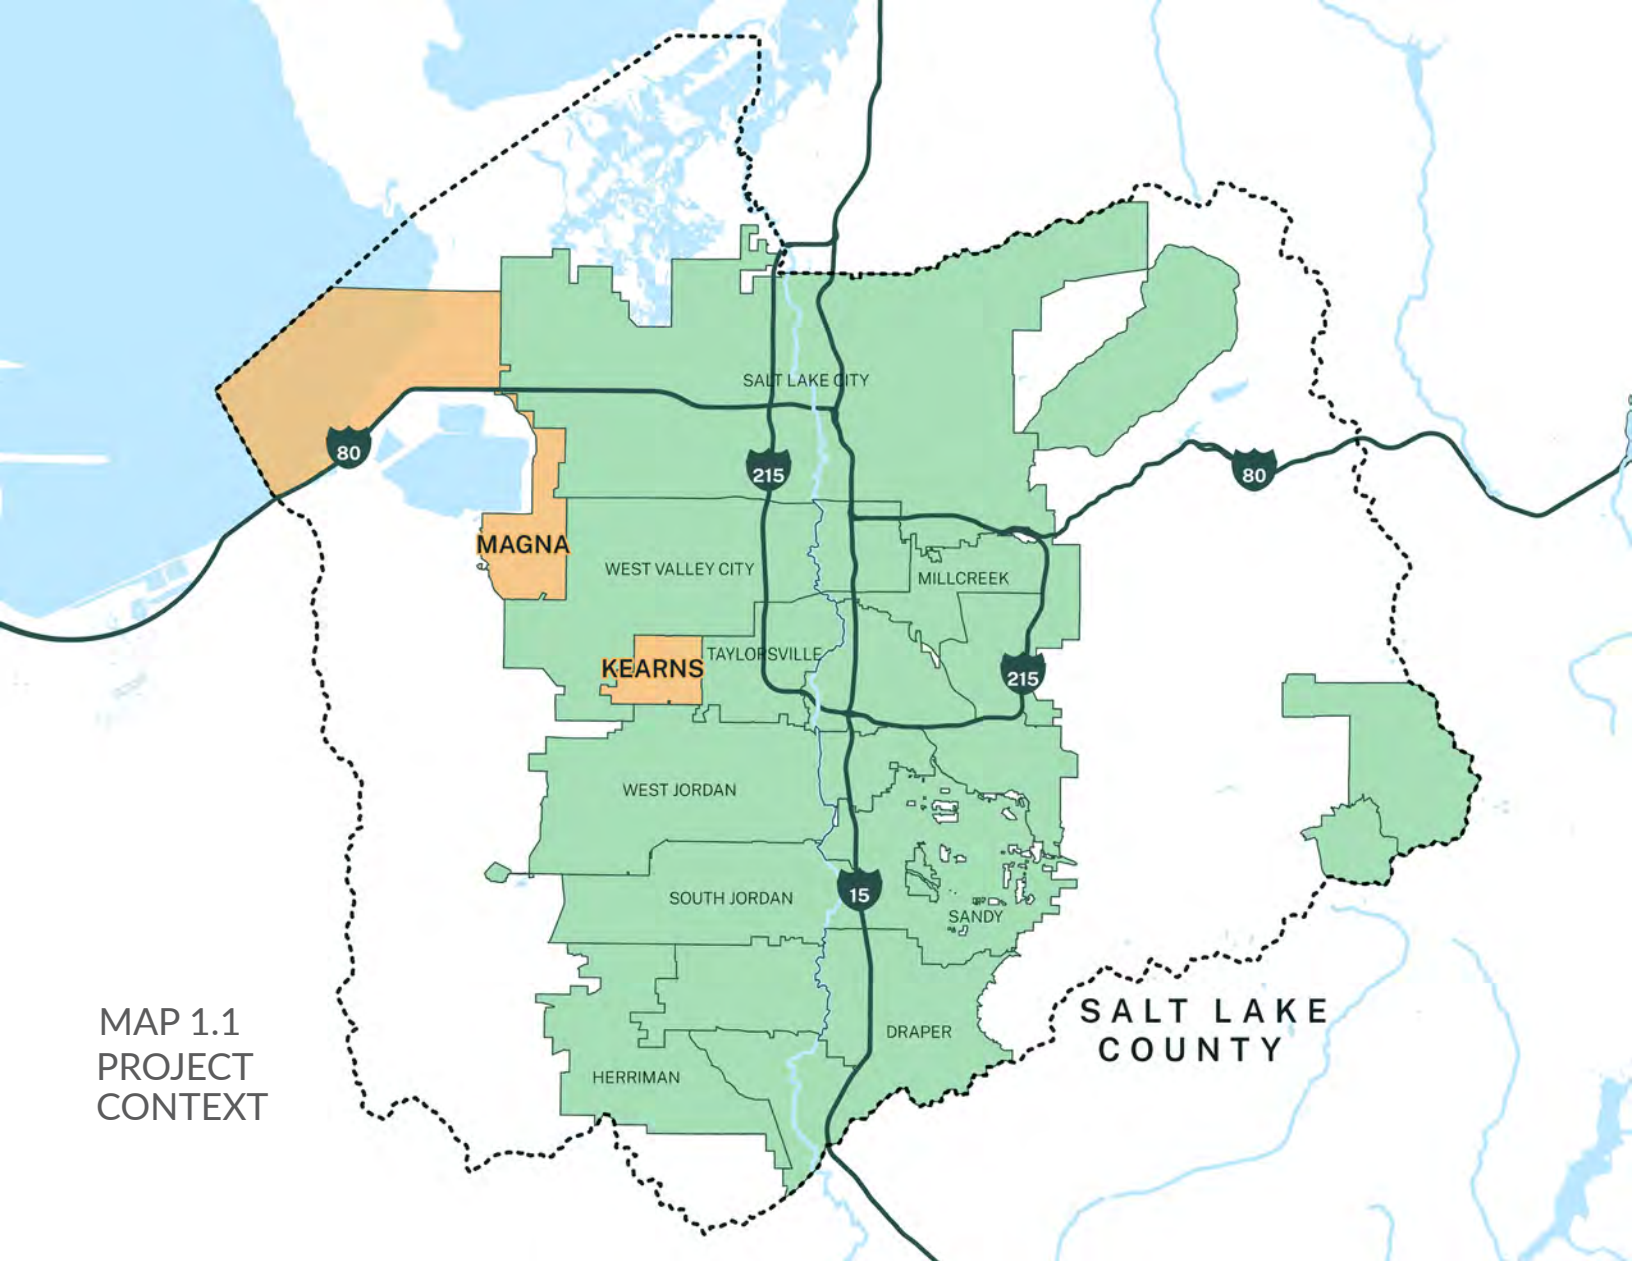 SALT LAKE CITY
80
215
80
MAGNA
WEST VALLEY CITY
MILLCREEK
KEARNS
TAYLORSVILLE
215
WEST JORDAN
SOUTH JORDAN
15
SANDY
MAP 1.1
PROJECT
CONTEXT
SALT LAKE
COUNTY
DRAPER
HERRIMAN